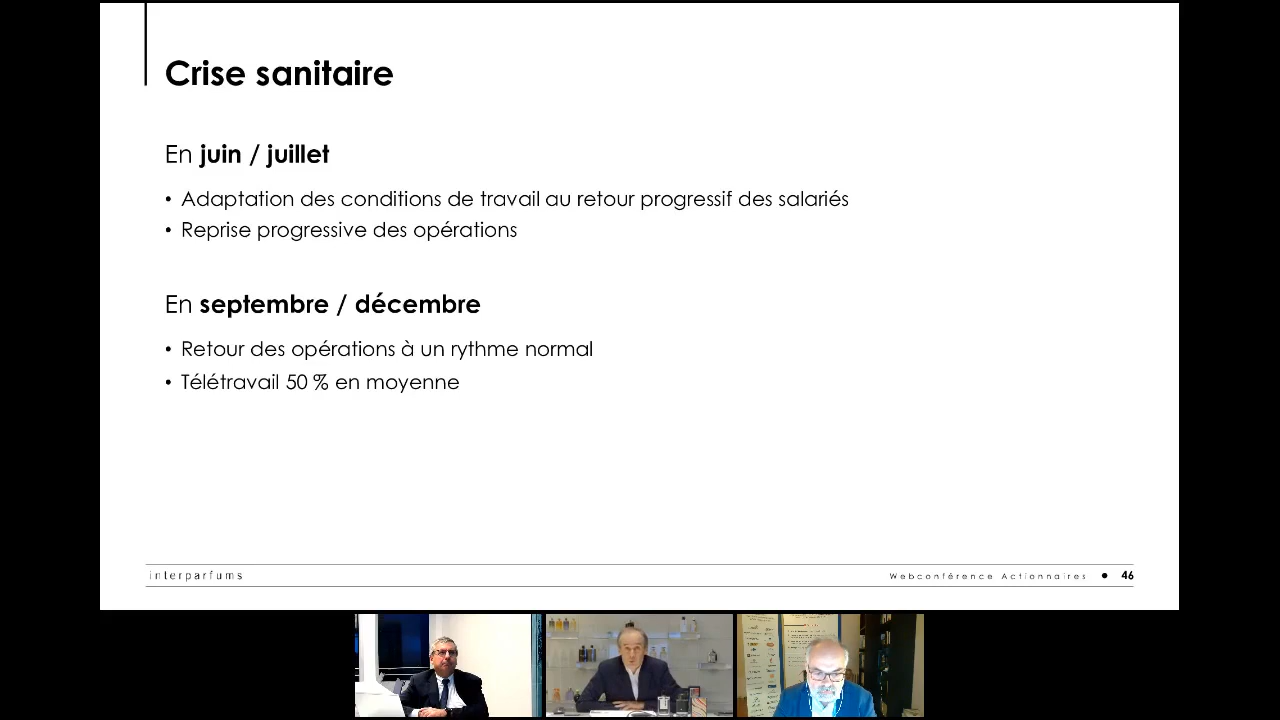 Crise sanitaire
En juin / juillet
• Adaptation des conditions de travail au retour progressif des salariés
• Reprise progressive des opérations
En septembre / décembre
• Retour des opérations à un rythme normal
• Télétravail 50 % en moyenne
interparfums
Webconférence Actionnaires • 46